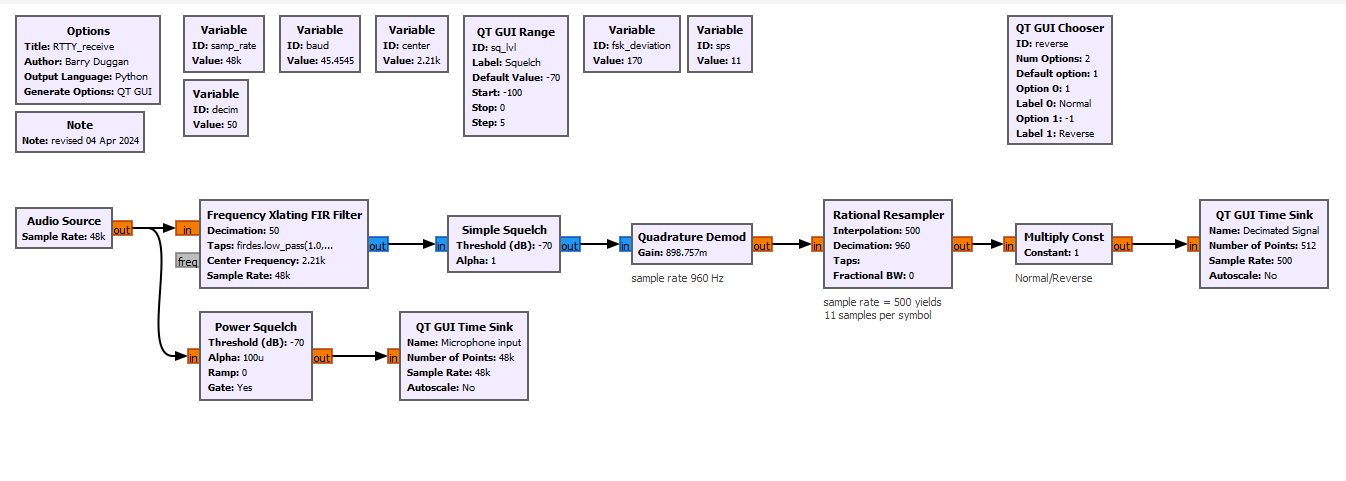 Options
Title: RTTY_receive
Author: Barry Duggan
Output Language: Python
Generate Options: QT GUI
Note
Note: revised 04 Apr 2024
Variable
ID: samp_rate
Value: 48k
Variable
ID: decim
Value: 50
Variable
ID: baud
Value: 45.4545
Variable
ID: center
Value: 2.21k
QT GUI Range
ID: sq_lvl
Label: Squelch
Default Value: -70
Start: -100
Stop: 0
Step: 5
Variable
ID: fsk_deviation
Value: 170
Variable
ID: sps
Value: 11
QT GUI Chooser
ID: reverse
Num Options: 2
Default option: 1
Option 0: 1
Label 0: Normal
Option 1: -1
Label 1: Reverse
Audio Source
Sample Rate: 48k
out
in
freq
Frequency Xlating FIR Filter
Decimation: 50
Taps: firdes.low_pass(1.0,...
Center Frequency: 2.21k
Sample Rate: 48k
out
in
Simple Squelch
Threshold (dB): -70
Alpha: 1
out
in
Quadrature Demod
Gain: 898.757m
out
sample rate 960 Hz
in
Rational Resampler
Interpolation: 500
Decimation: 960
Taps:
Fractional BW: 0
out
sample rate = 500 yields
11 samples per symbol
in
Multiply Const
Constant: 1
out
Normal/Reverse
in
QT GUI Time Sink
Name: Decimated Signal
Number of Points: 512
Sample Rate: 500
Autoscale: No
in
Power Squelch
Threshold (dB): -70
Alpha: 100u
Ramp: 0
Gate: Yes
out
in
QT GUI Time Sink
Name: Microphone input
Number of Points: 48k
Sample Rate: 48k
Autoscale: No